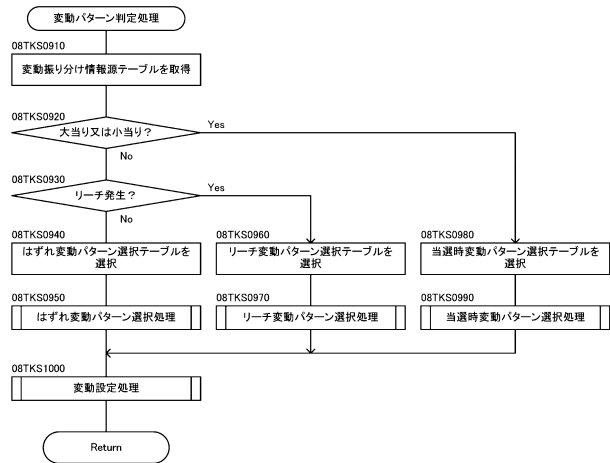 変動パターン判定処理
08TKS0910
変動振り分け情報源テーブルを取得
08TKS0920
大当り又は小当り？
Yes
No
08TKS0930
リーチ発生？
Yes
No
08TKS0940
はずれ変動パターン選択テーブルを
選択
08TKS0960
リーチ変動パターン選択テーブルを
選択
08TKS0980
当選時変動パターン選択テーブルを
選択
08TKS0950
はずれ変動パターン選択処理
08TKS0970
リーチ変動パターン選択処理
08TKS0990
当選時変動パターン選択処理
08TKS1000
変動設定処理
Return